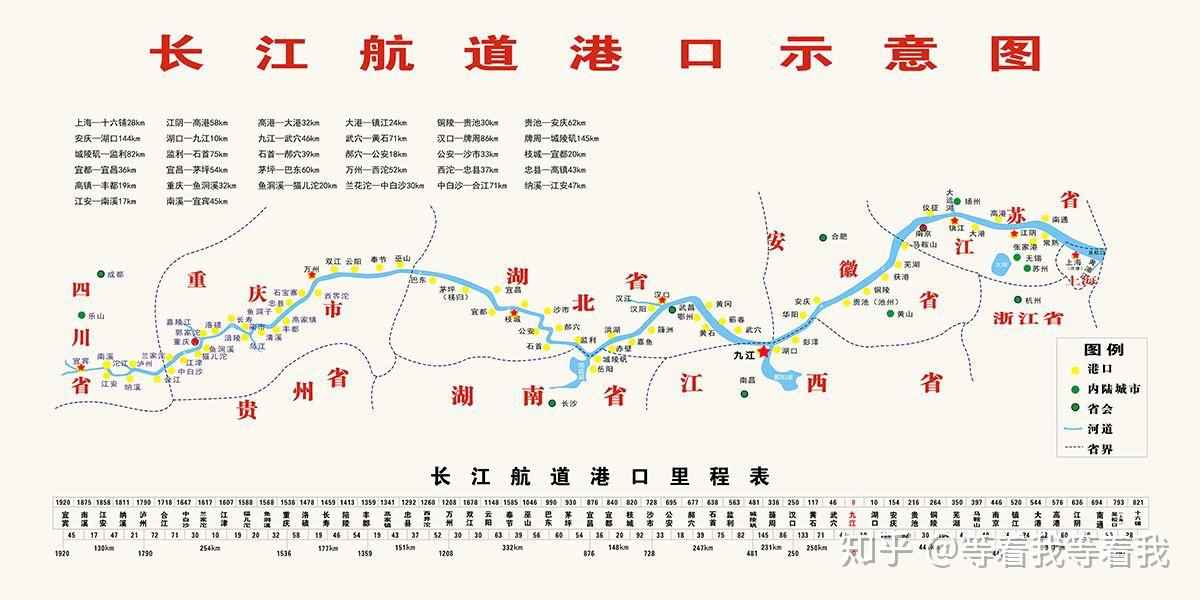 长江航道港口示意图
上海—十六铺28km 江阴—高港58km 高港—大港32km 大港—镇江24km 铜陵—贵池30km 贵池—安庆62km
安庆—湖口144km 湖口—九江10km 九江—武穴46km 武穴—黄石71km 汉口—牌周86km 牌周—城陵矶145km
城陵矶—监利82km 监利—石首75km 石首—郝穴39km 郝穴—公安18km 公安—沙市33km 枝城—宜都20km
宜都—宜昌36km 宜昌—茅坪54km 茅坪—巴东60km 万州—西沱52km 西沱—忠县37km 忠县—高镇43km
高镇—丰都19km 重庆—鱼洞溪32km 鱼洞溪—猫儿沱20km 兰花沱—中白沙30km 中白沙—合江71km 纳溪—江安47km
江安—南溪17km 南溪—宜宾45km
四川省
重庆市
贵州省
湖北省
湖南省
江西省
安徽省
江苏省
浙江省
上海
成都
乐山
宜宾
南溪
江安
沱江
纳溪
泸州
兰家沱
合江
中白沙
江津
猫儿沱
鱼洞溪
重庆
郭家沱
嘉陵江
洛碛
长寿
涪陵
乌江
清溪
丰都
高家镇
鱼洞子
忠县
石宝寨
西界沱
万州
双江
云阳
奉节
巫山
巴东
茅坪
(秭归)
宜昌
宜都
枝城
沙市
郝穴
公安
石首
监利
城陵矶
岳阳
洪湖
赤壁
嘉鱼
簰洲
汉江
汉口
汉阳
武昌
鄂州
黄冈
黄石
蕲春
武穴
九江
湖口
彭泽
南昌
长沙
华阳
安庆
贵池(池州)
铜陵
黄山
荻港
芜湖
马鞍山
合肥
南京
仪征
大运河
扬州
镇江
大港
高港
江阴
张家港
南通
常熟
太湖
无锡
苏州
杭州
上海
吴淞口
图例
港口
内陆城市
省会
河道
省界
长江航道港口里程表
1920 1875 1858 1811 1790 1718 1647 1617 1607 1588 1568 1536 1478 1459 1413 1359 1341 1292 1260 1208 1678 1148 1585 1046 990 930 876 840 820 728 695 677 638 563 481 336 250 117 46 0 10 154 216 264 350 397 446 520 544 576 634 694 793 821
宜宾 南溪 江安 纳溪 泸州 合江 中白沙 兰家沱 江津 猫儿沱 鱼洞溪 重庆 洛碛 长寿 涪陵 丰都 高家镇 忠县 西界沱 万州 双江 云阳 奉节 巫山 巴东 茅坪 宜昌 宜都 枝城 沙市 公安 郝穴 石首 监利 城陵矶 簰周 汉口 黄石 武穴 九江 湖口 安庆 贵池 铜陵 芜湖 马鞍山 南京 镇江 大港 高港 江阴 南通 吴淞口 十六铺
1920 130km 1790 254km 1536 177km 1359 151km 1208 332km 876 148km 728 247km 481 231km 250 250km 0
知乎 @等着我等着我